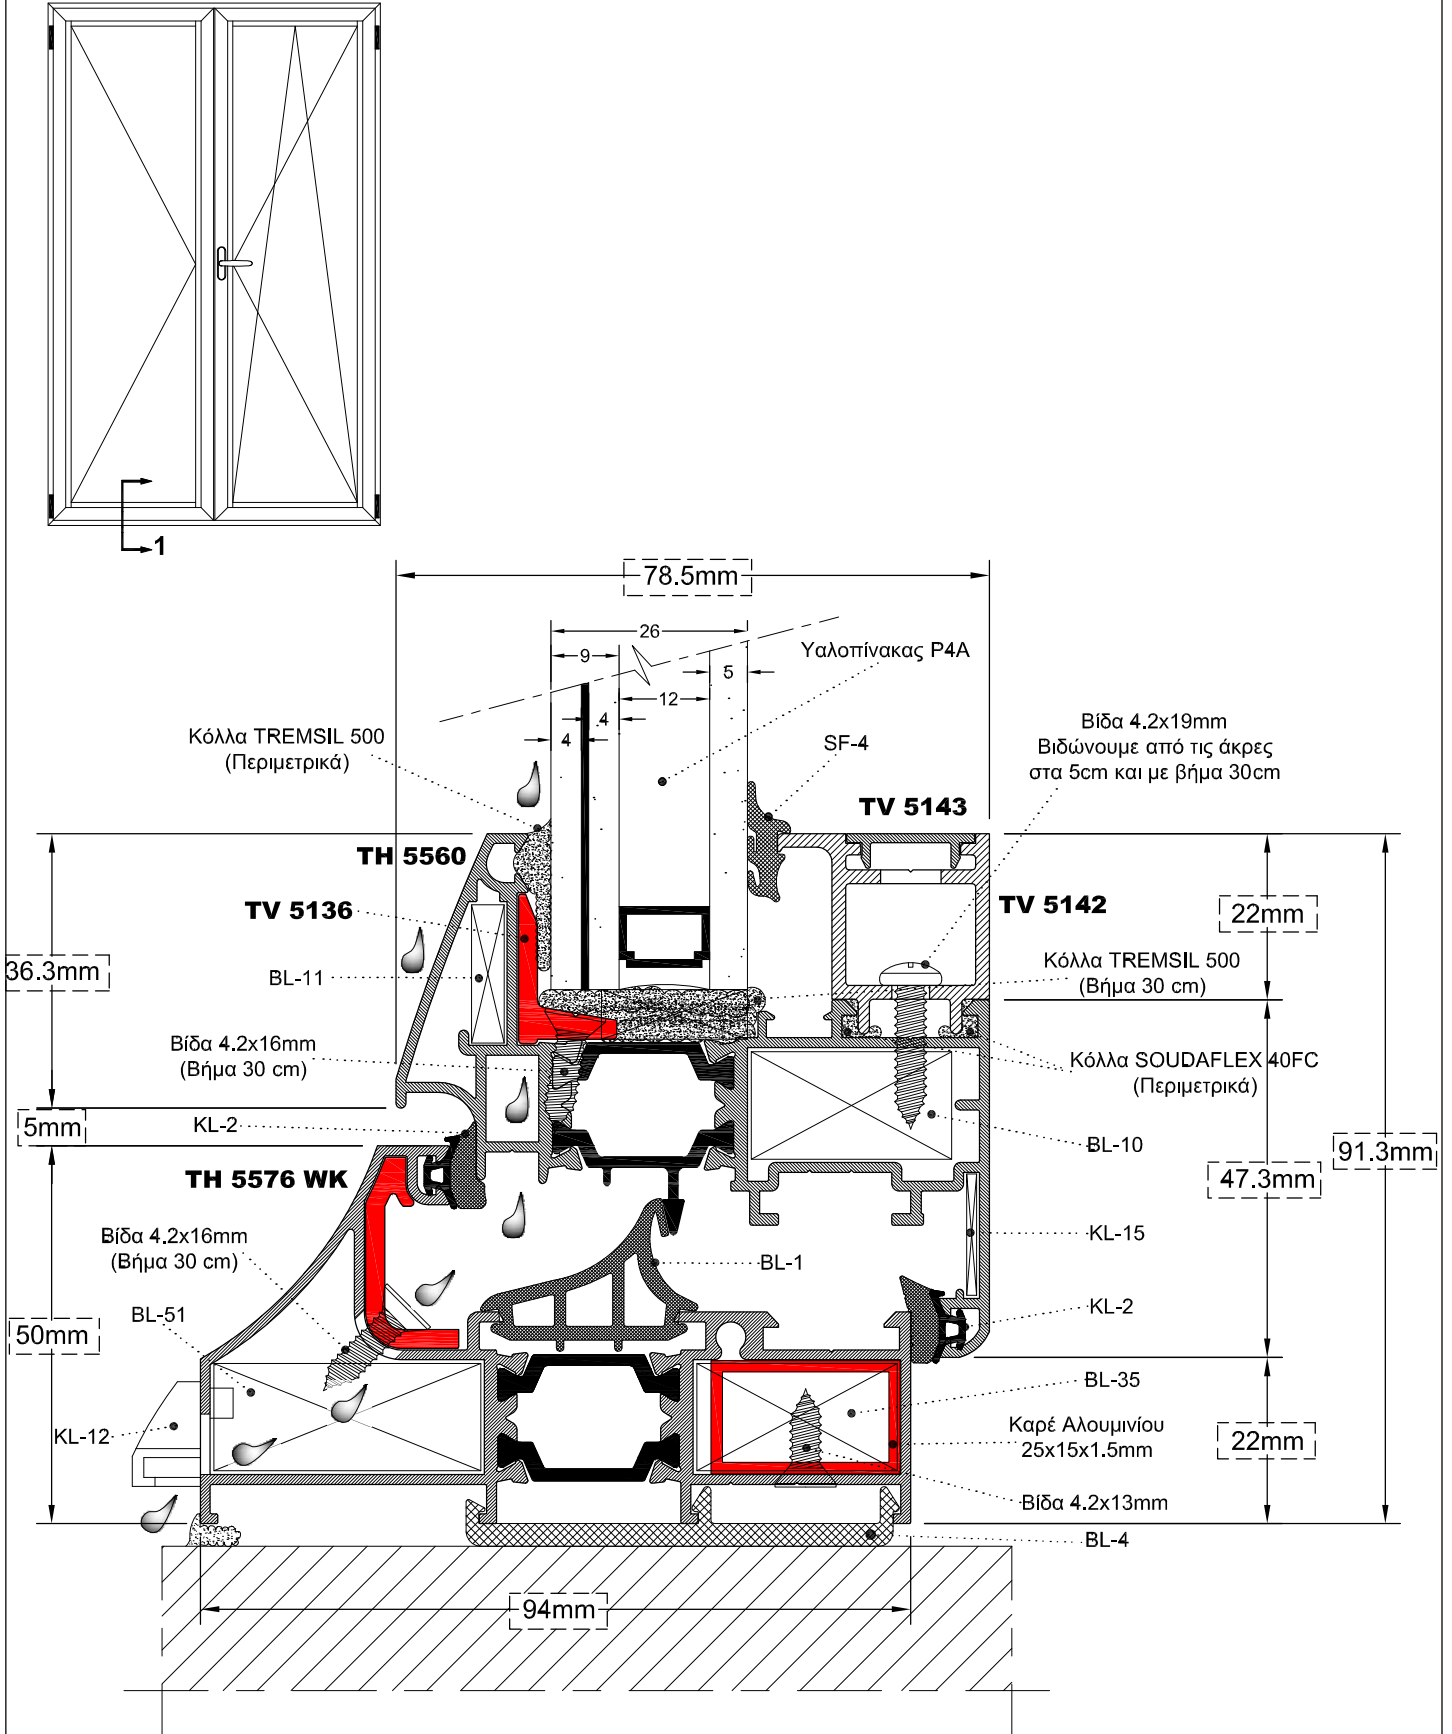 1
78.5mm
26
9
5
12
4
4
Υαλοπίνακας P4A
Κόλλα TREMSIL 500
(Περιμετρικά)
SF-4
Βίδα 4.2x19mm
Βιδώνουμε από τις άκρες
στα 5cm και με βήμα 30cm
TV 5143
TH 5560
TV 5136
TV 5142
22mm
36.3mm
BL-11
Κόλλα TREMSIL 500
(Βήμα 30 cm)
Βίδα 4.2x16mm
(Βήμα 30 cm)
Κόλλα SOUDAFLEX 40FC
(Περιμετρικά)
5mm
KL-2
BL-10
91.3mm
TH 5576 WK
47.3mm
Βίδα 4.2x16mm
(Βήμα 30 cm)
KL-15
BL-1
BL-51
KL-2
50mm
BL-35
KL-12
Καρέ Αλουμινίου
25x15x1.5mm
22mm
Βίδα 4.2x13mm
BL-4
94mm